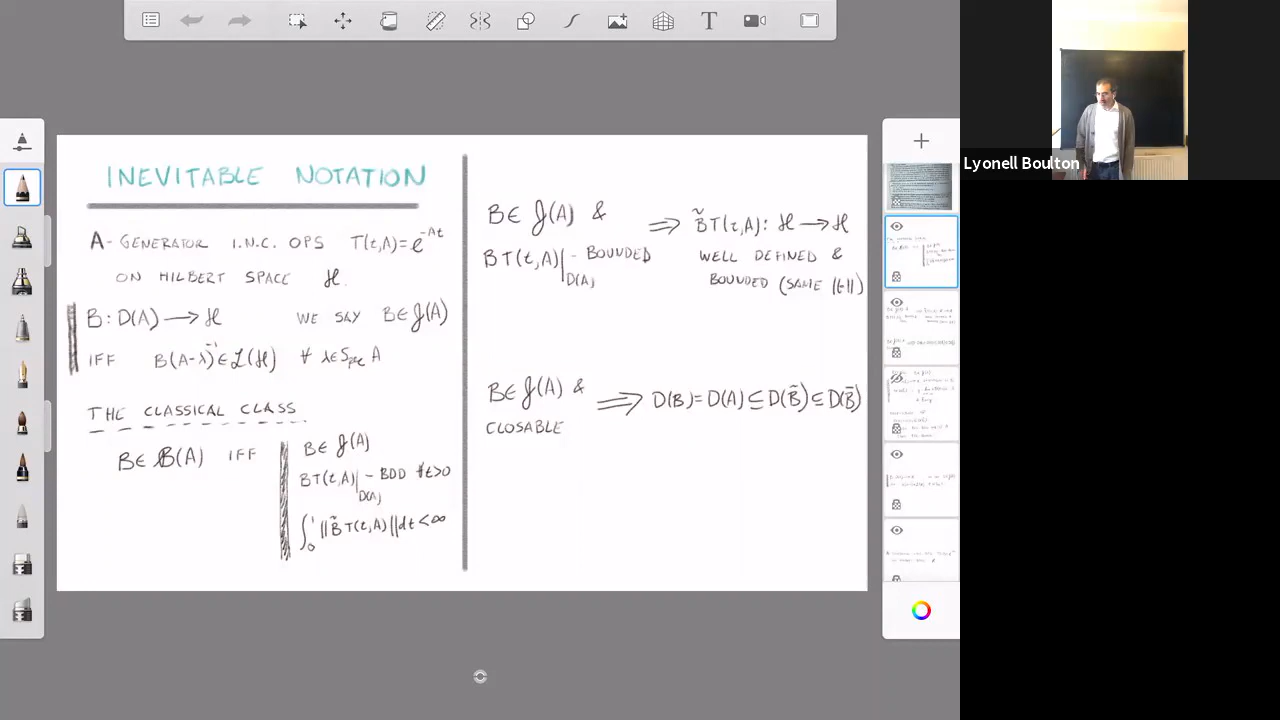 INEVITABLE NOTATION
A - GENERATOR I.N.C. OPS T(t,A)=e^{-At}
ON HILBERT SPACE ℋ.
B: D(A) → ℋ WE SAY B∈𝒥(A)
IFF B(A-λ)^{-1}∈ℒ(ℋ) ∀ λ∉Spec A
THE CLASSICAL CLASS
B∈ 𝓑(A) IFF
B∈ 𝒥(A)
BT(t,A)|_{D(A)} - BDD ∀t>0
∫_0^1 ||B̃T(t,A)||dt<∞
B∈ 𝒥(A) &
BT(t,A)|_{D(A)} - BOUNDED
⟹ B̃T(t,A): ℋ → ℋ
WELL DEFINED &
BOUNDED (SAME ||·||)
B∈𝒥(A) &
CLOSABLE
⟹ D(B)=D(A)⊆D(B̃)⊆D(B̄)
Lyonell Boulton